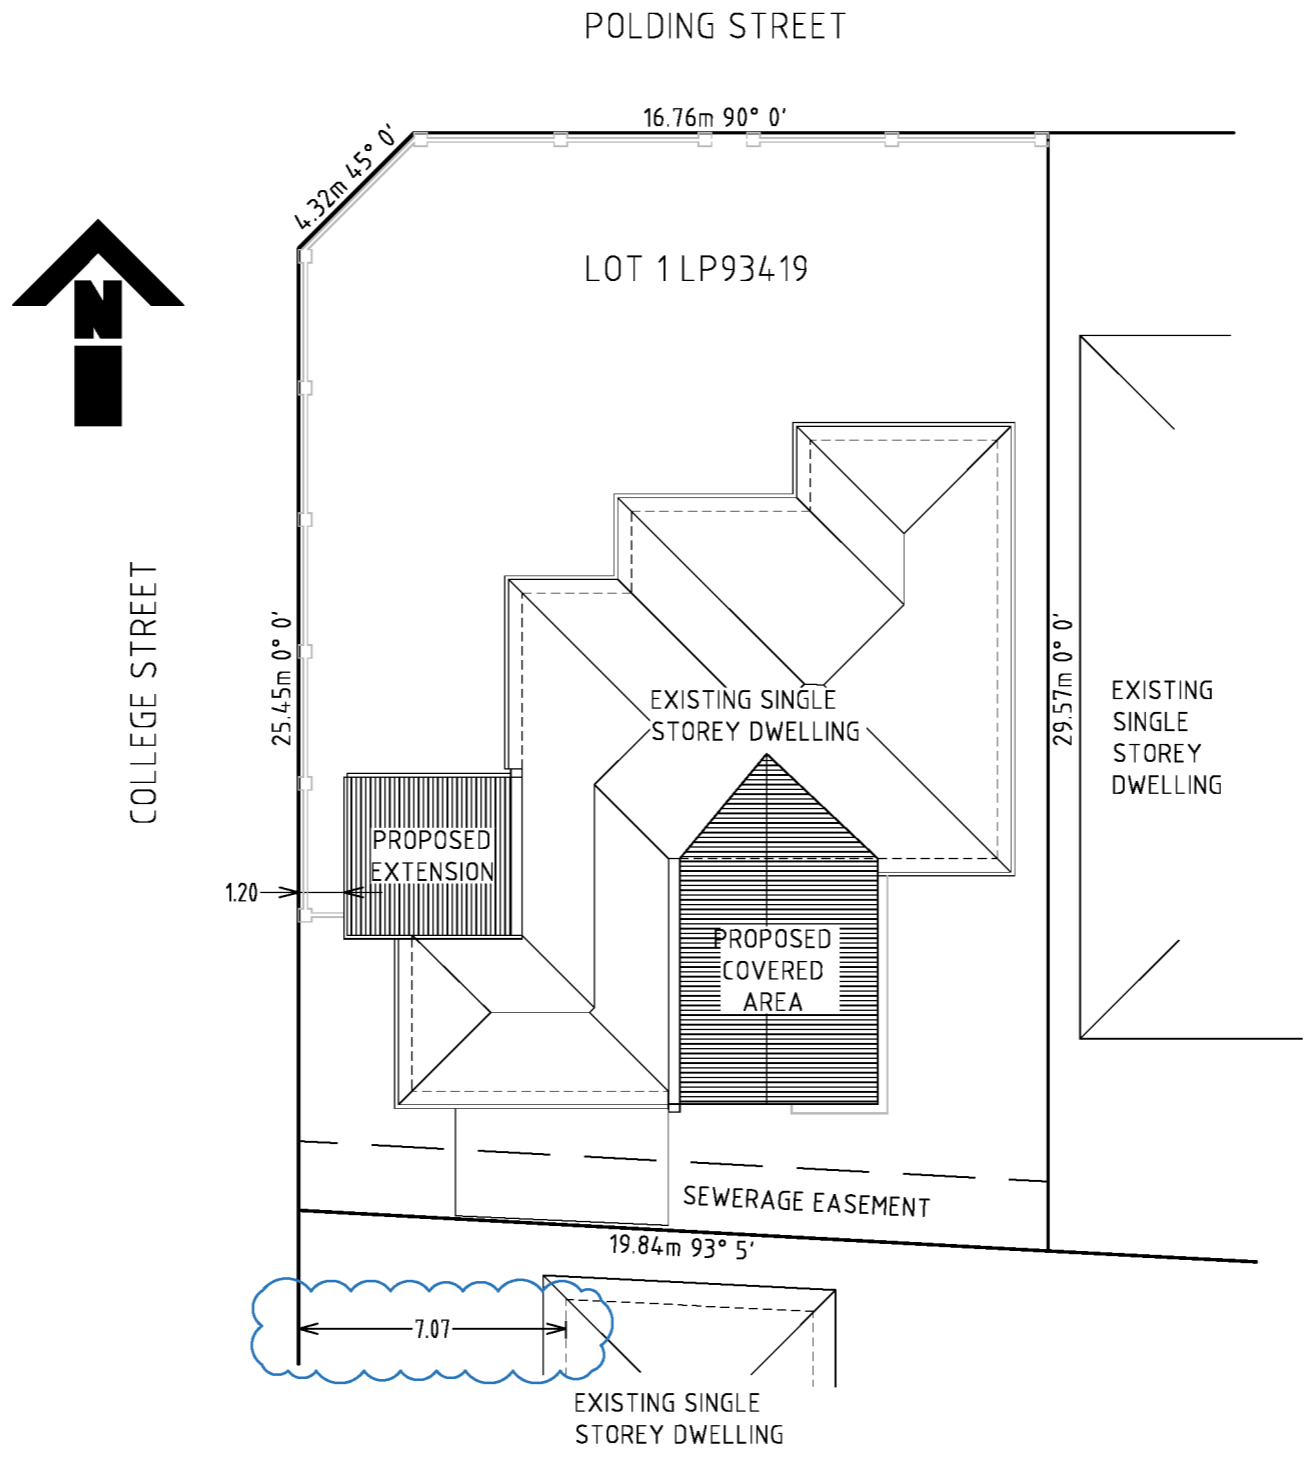 POLDING STREET
16.76m 90° 0'
4.32m 45° 0'
LOT 1 LP93419
N
COLLEGE STREET
25.45m 0° 0'
29.57m 0° 0'
EXISTING SINGLE
STOREY DWELLING
EXISTING
SINGLE
STOREY
DWELLING
PROPOSED
EXTENSION
1.20
PROPOSED
COVERED
AREA
SEWERAGE EASEMENT
19.84m 93° 5'
7.07
EXISTING SINGLE
STOREY DWELLING